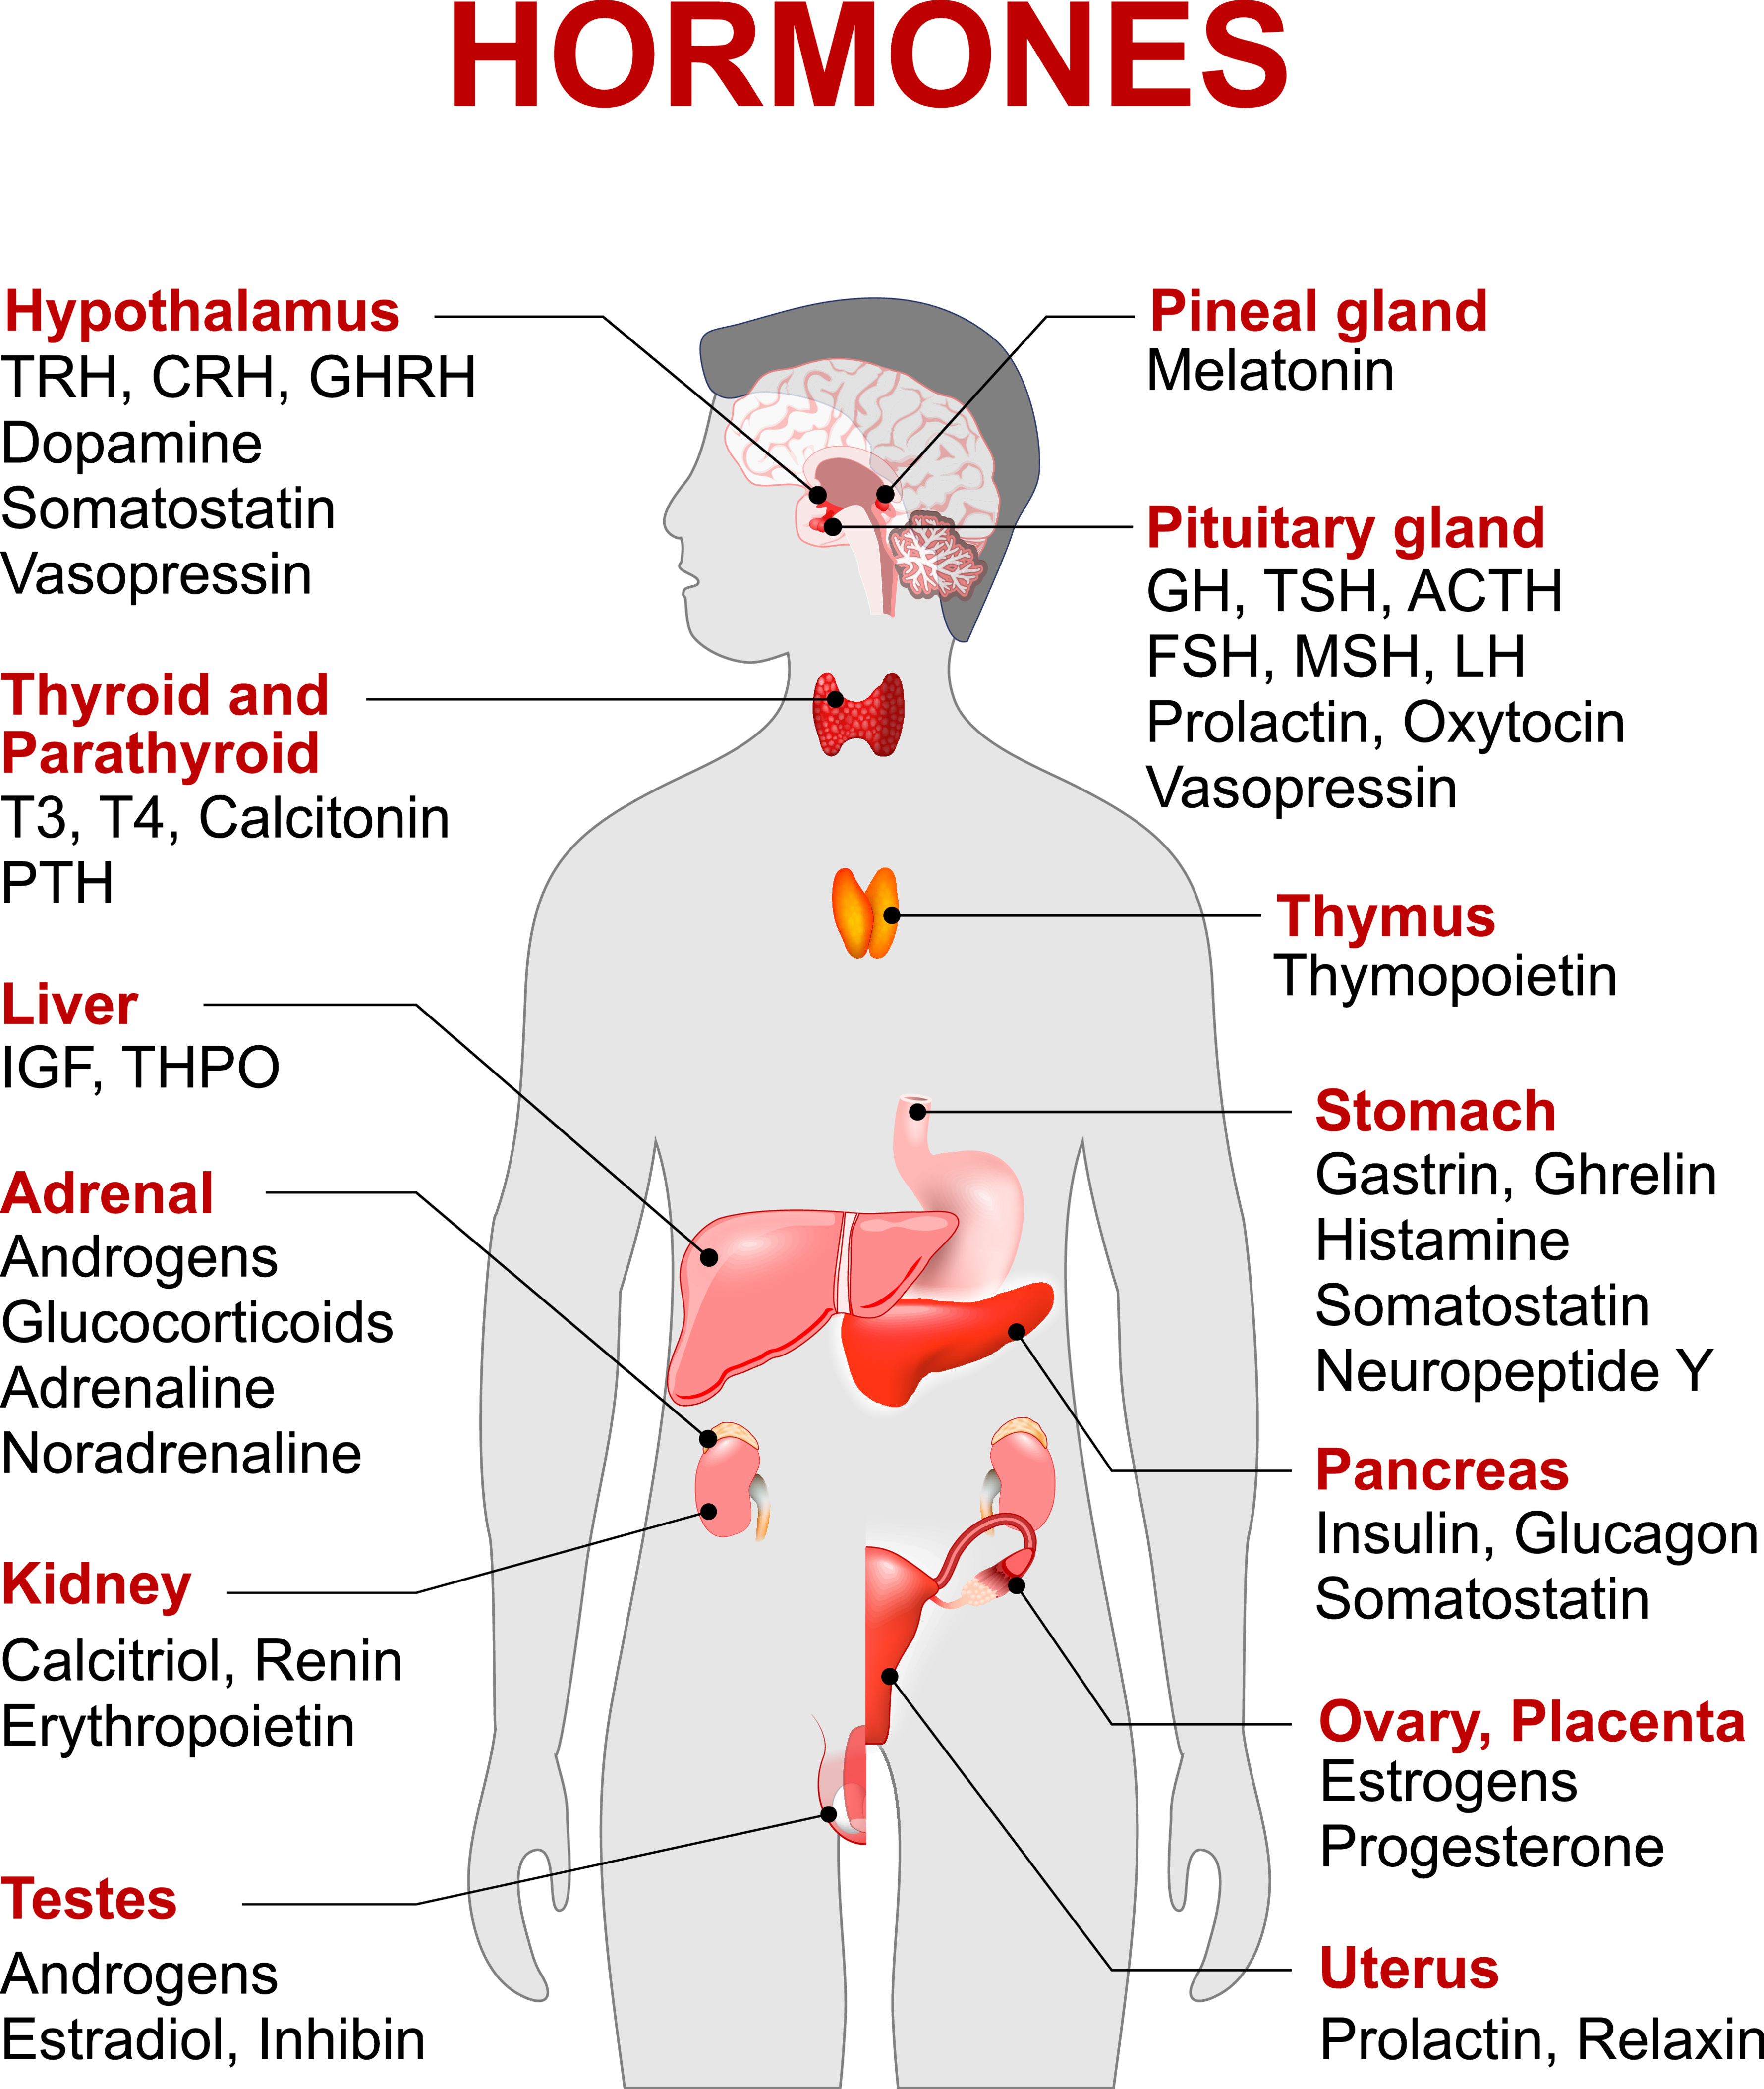 HORMONES
Hypothalamus
TRH, CRH, GHRH
Dopamine
Somatostatin
Vasopressin
Thyroid and
Parathyroid
T3, T4, Calcitonin
PTH
Liver
IGF, THPO
Adrenal
Androgens
Glucocorticoids
Adrenaline
Noradrenaline
Kidney
Calcitriol, Renin
Erythropoietin
Testes
Androgens
Estradiol, Inhibin
Pineal gland
Melatonin
Pituitary gland
GH, TSH, ACTH
FSH, MSH, LH
Prolactin, Oxytocin
Vasopressin
Thymus
Thymopoietin
Stomach
Gastrin, Ghrelin
Histamine
Somatostatin
Neuropeptide Y
Pancreas
Insulin, Glucagon
Somatostatin
Ovary, Placenta
Estrogens
Progesterone
Uterus
Prolactin, Relaxin